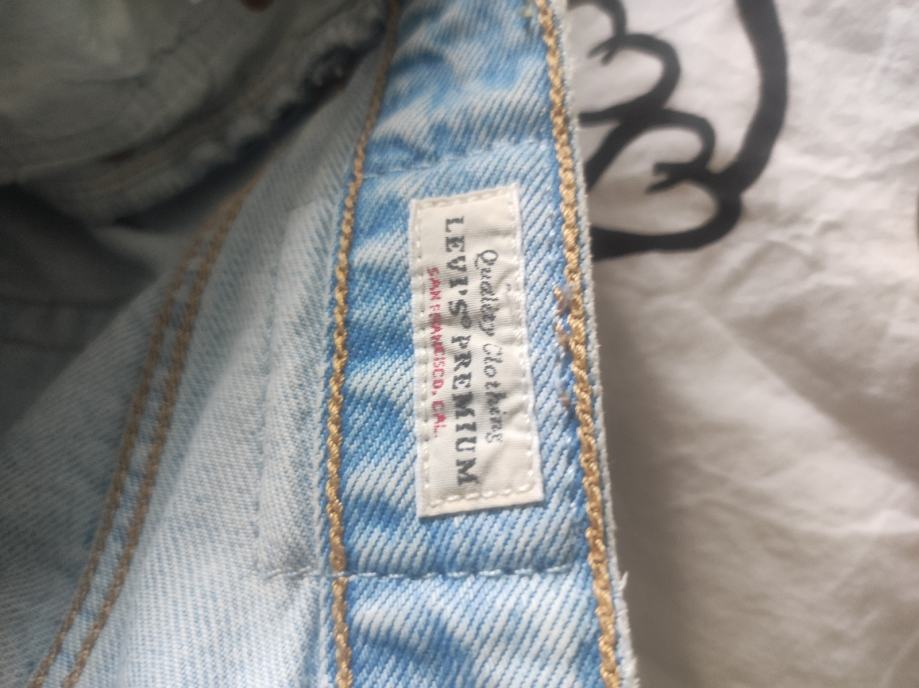 Quality Clothing
LEVI'S® PREMIUM
SAN FRANCISCO, CAL.